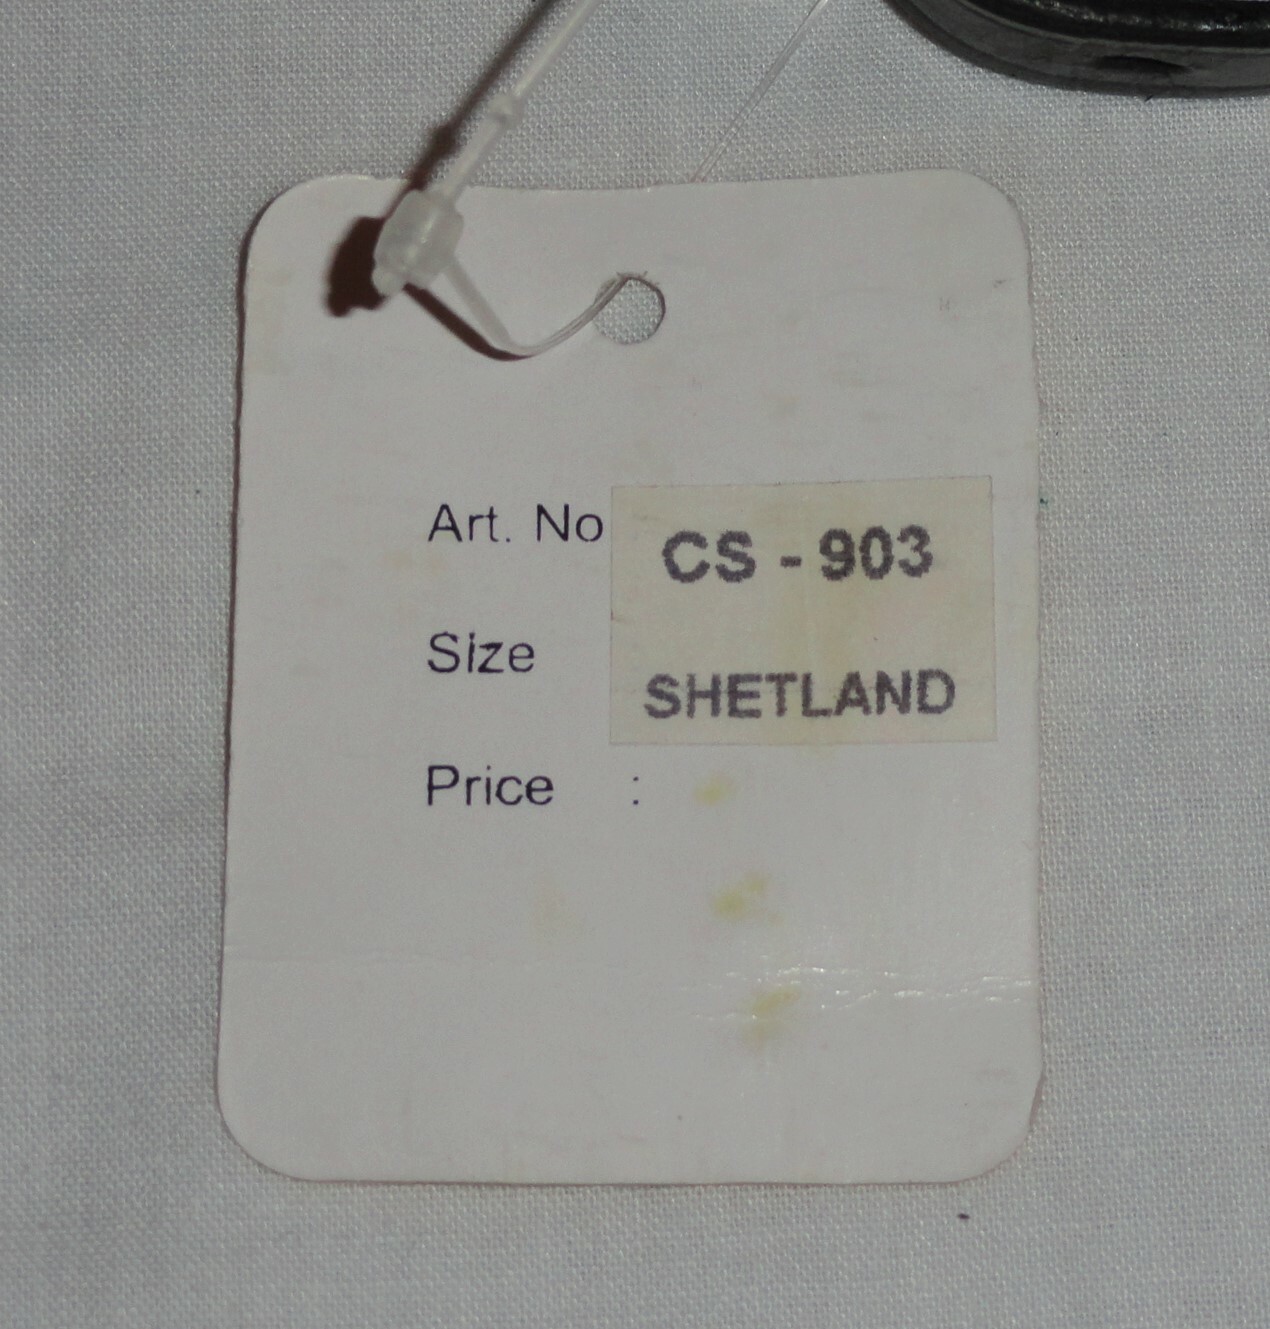 Art. No CS - 903
Size SHETLAND
Price :